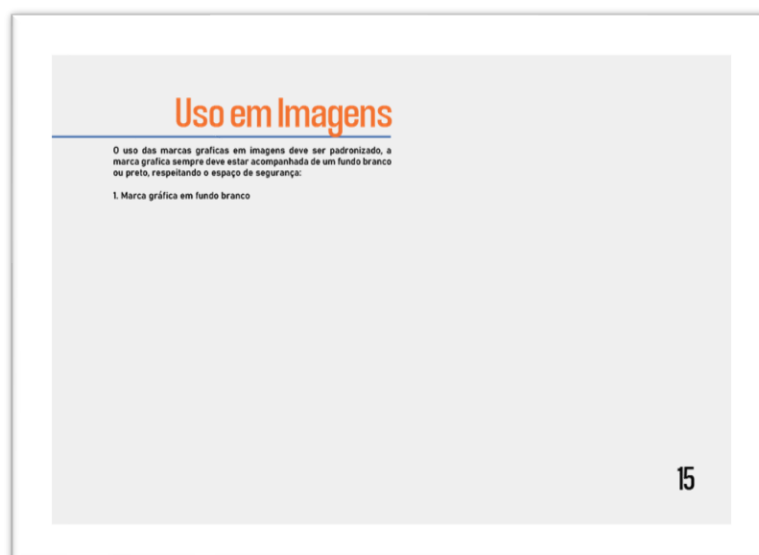 Uso em Imagens
O uso das marcas graficas em imagens deve ser padronizado, a
marca grafica sempre deve estar acompanhada de um fundo branco
ou preto, respeitando o espaço de segurança:
1. Marca gráfica em fundo branco
15